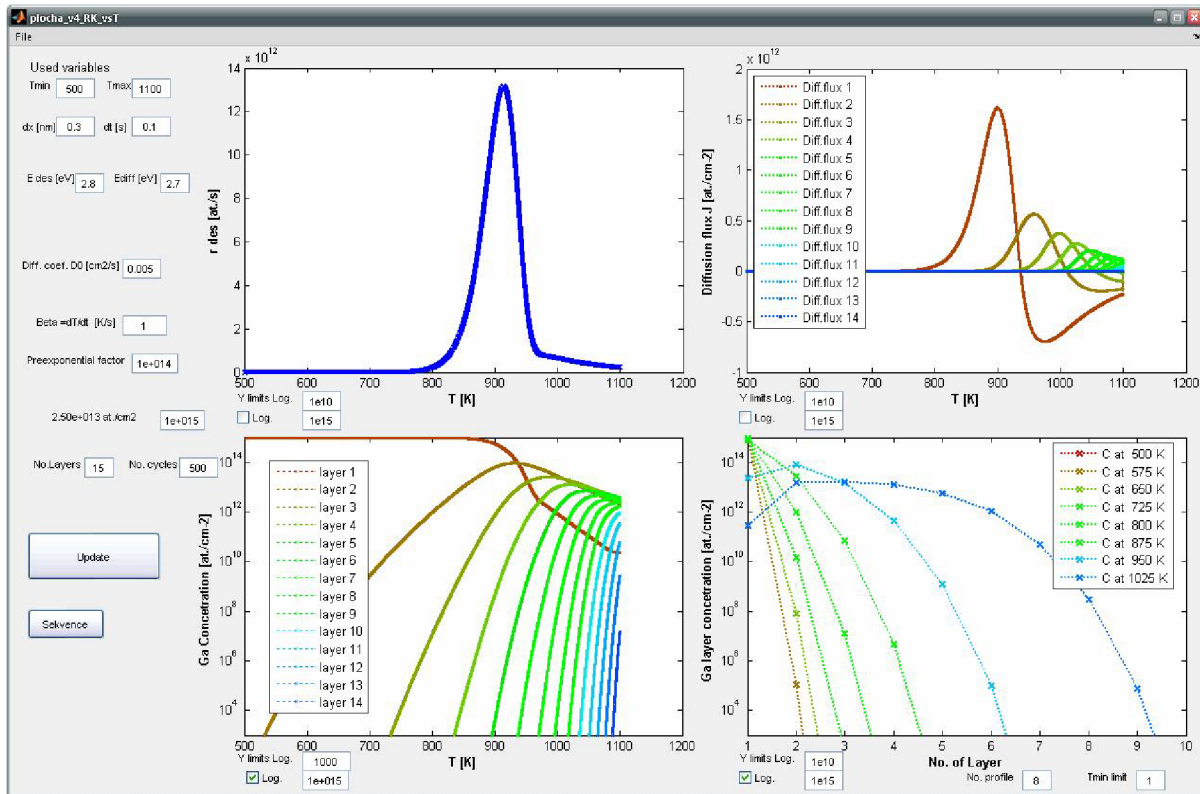 plocha_v4_RK_vsT
File
Used variables
Tmin 500 Tmax 1100
dx [nm] 0.3 dt [s] 0.1
E des [eV] 2.8 Ediff [eV] 2.7
Diff. coef. D0 [cm2/s] 0.005
Beta =dT/dt [K/s] 1
Preexponential factor 1e+014
2.50e+013 at./cm2 1e+015
No.Layers 15 No. cycles 500
Update
Sekvence
x 10^12
14
12
10
8
6
4
2
0
r des [at./s]
500 600 700 800 900 1000 1100 1200
T [K]
Y limits Log. 1e10
Log. 1e15
x 10^12
2
1.5
1
0.5
0
-0.5
-1
Diffusion flux J [at./cm-2]
Diff.flux 1
Diff.flux 2
Diff.flux 3
Diff.flux 4
Diff.flux 5
Diff.flux 6
Diff.flux 7
Diff.flux 8
Diff.flux 9
Diff.flux 10
Diff.flux 11
Diff.flux 12
Diff.flux 13
Diff.flux 14
500 600 700 800 900 1000 1100 1200
T [K]
Y limits Log. 1e10
Log. 1e15
10^14
10^12
10^10
10^8
10^6
10^4
Ga Concetration [at./cm-2]
layer 1
layer 2
layer 3
layer 4
layer 5
layer 6
layer 7
layer 8
layer 9
layer 10
layer 11
layer 12
layer 13
layer 14
500 600 700 800 900 1000 1100 1200
T [K]
Y limits Log. 1000
Log. 1e+015
10^14
10^12
10^10
10^8
10^6
10^4
Ga layer concetration [at./cm-2]
C at 500 K
C at 575 K
C at 650 K
C at 725 K
C at 800 K
C at 875 K
C at 950 K
C at 1025 K
1 2 3 4 5 6 7 8 9 10
No. of Layer
Y limits Log. 1e10
Log. 1e15
No. profile 8 Tmin limit 1